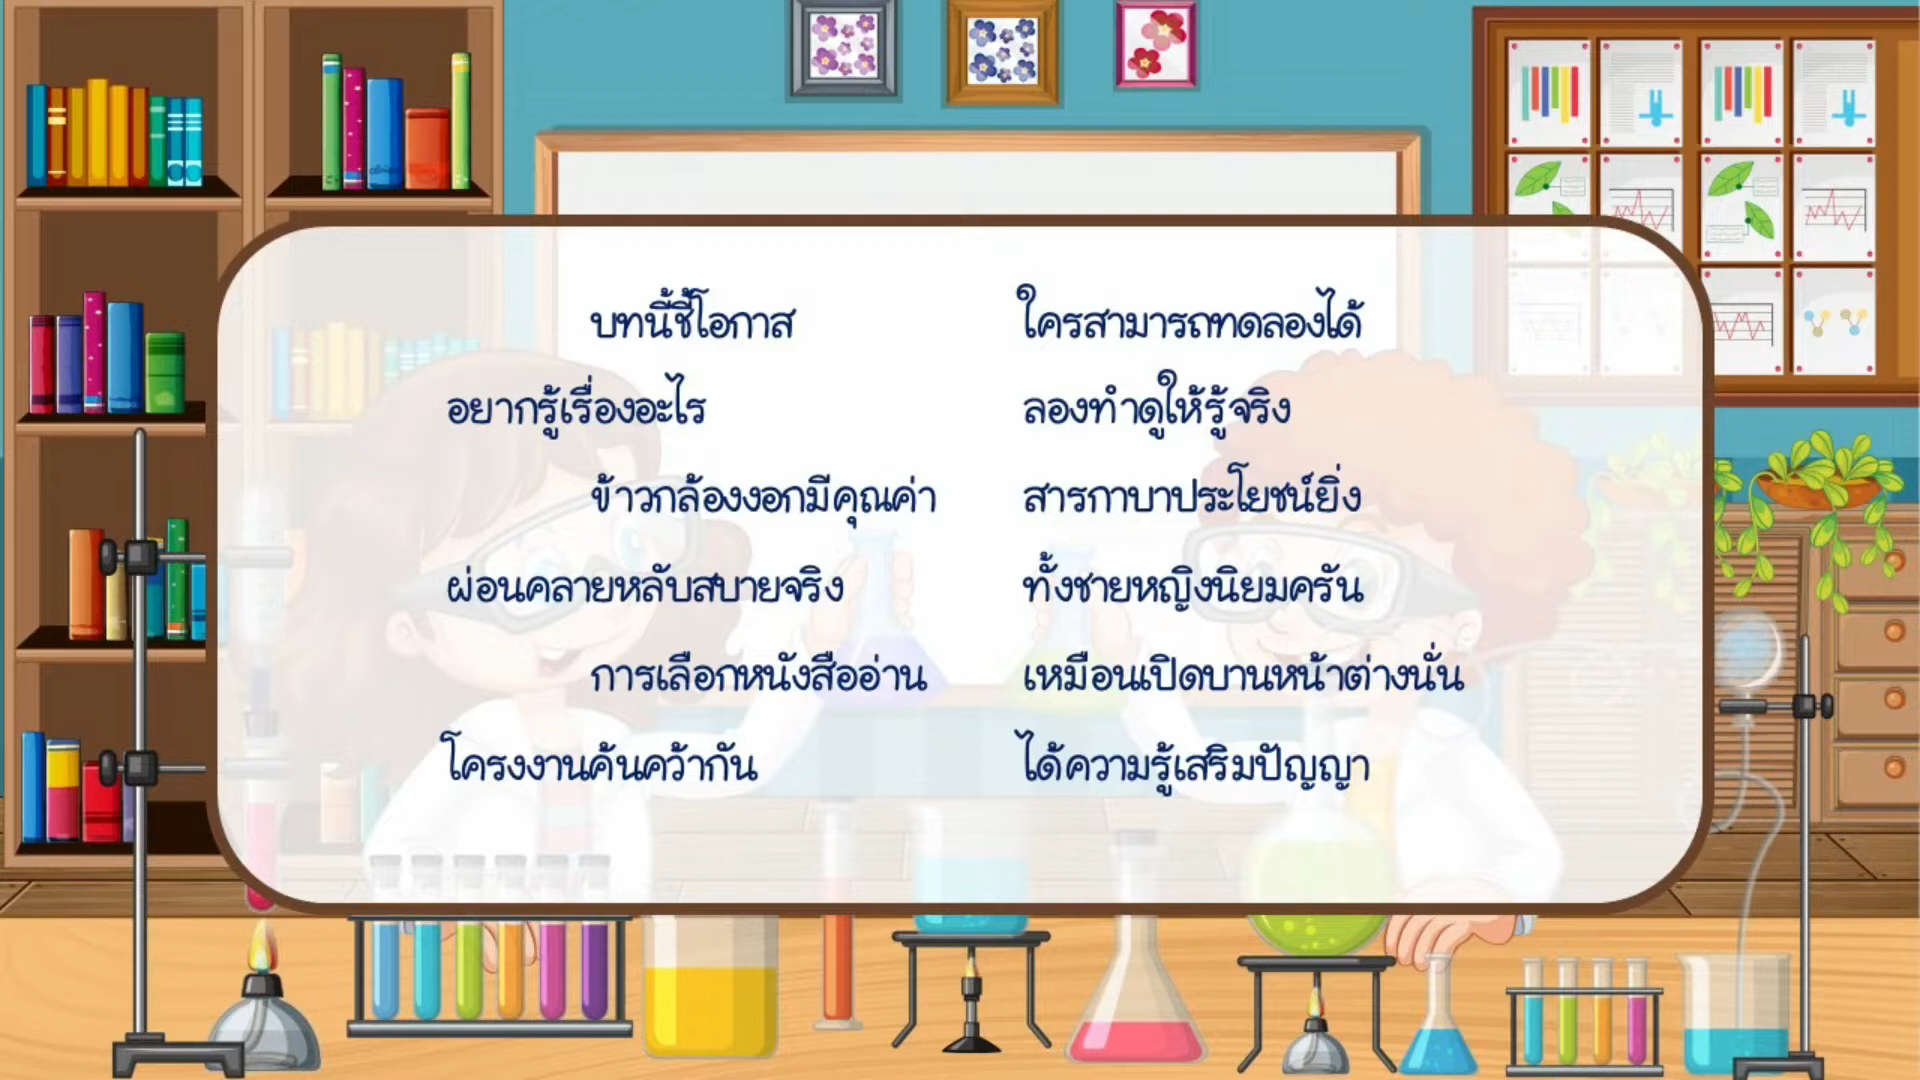 บทนี้ชี้โอกาส ใครสามารถทดลองได้
อยากรู้เรื่องอะไร ลองทำดูให้รู้จริง
ข้าวกล้องงอกมีคุณค่า สารกาบาประโยชน์ยิ่ง
ผ่อนคลายหลับสบายจริง ทั้งชายหญิงนิยมครัน
การเลือกหนังสืออ่าน เหมือนเปิดบานหน้าต่างนั่น
โครงงานค้นคว้ากัน ได้ความรู้เสริมปัญญา